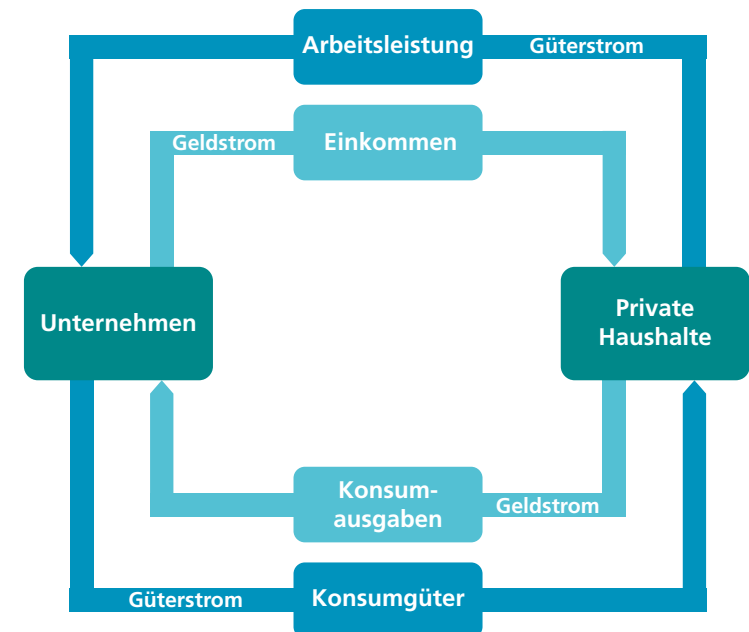 Arbeitsleistung
Güterstrom
Geldstrom
Einkommen
Unternehmen
Private
Haushalte
Konsum-
ausgaben
Geldstrom
Güterstrom
Konsumgüter